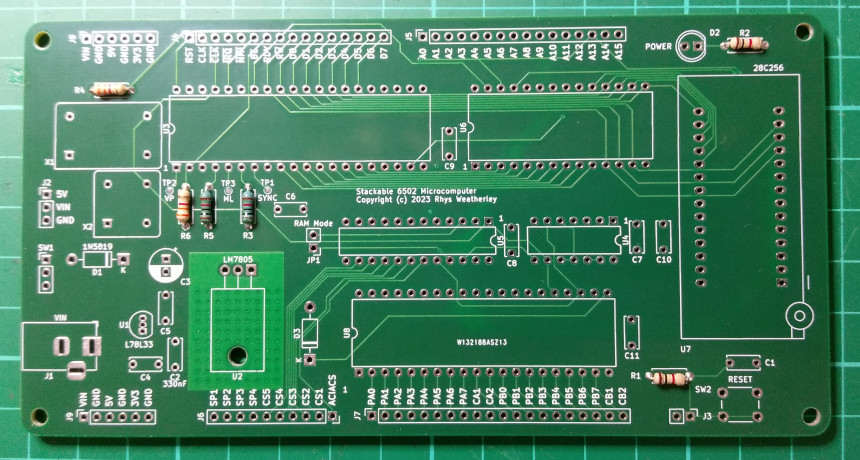 J8
VIN
GND
9V
GND
3V3
GND
J4
RST
CLK
CLK
IRQ
D0
D1
D2
D3
D4
D5
D6
D7
J5
A0
A1
A2
A3
A4
A5
A6
A7
A8
A9
A10
A11
A12
A13
A14
A15
POWER
D2
R2
28C256
R4
X1
U3
1
C9
U6
1
J2
5V
VIN
GND
X2
TP2
VP
TP3
ML
TP1
SYNC
C6
R6
R5
R3
Stackable 6502 Microcomputer
Copyright (c) 2023 Rhys Weatherley
RAM Mode
JP1
1
U5
C8
1
U4
C7
C10
SW1
1N5819
D1
K
C3
LM7805
U2
VIN
J1
U1
L78L33
C5
C4
C2
330nF
D3
K
U8
W132188ASZ13
1
C11
U7
R1
C1
RESET
SW2
J3
J9
VIN
GND
5V
GND
3V3
GND
J6
SP1
SP2
SP3
SP4
CS5
CS4
CS3
CS2
CS1
ACIACS
J7
PA0
PA1
PA2
PA3
PA4
PA5
PA6
PA7
CA1
CA2
PB0
PB1
PB2
PB3
PB4
PB5
PB6
PB7
CB1
CB2